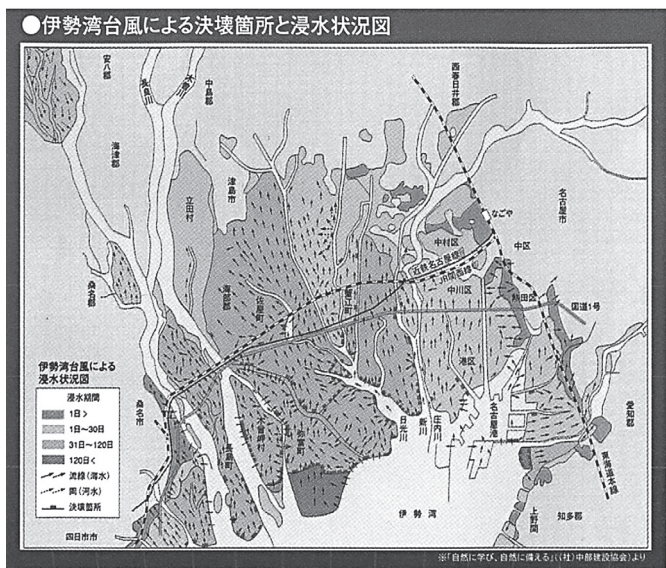 ●伊勢湾台風による決壊箇所と浸水状況図
安八郡
長良川
中島郡
西春日井郡
海津郡
津島市
立田村
名古屋市
なごや
中村区
中区
近鉄名古屋線
JR関西線
桑名郡
海部郡
佐屋町
蟹江町
中川区
熱田区
国道1号
港区
伊勢湾台風による
浸水状況図
浸水期間
1日>
1日〜30日
31日〜120日
120日<
流線(海水)
同(河水)
決壊箇所
桑名市
長島町
木曽岬村
弥富町
日光川
新川
庄内川
名古屋港
愛知郡
東海道本線
上野間
知多郡
伊勢湾
四日市市
※「自然に学び、自然に備える」((社)中部建設協会)より